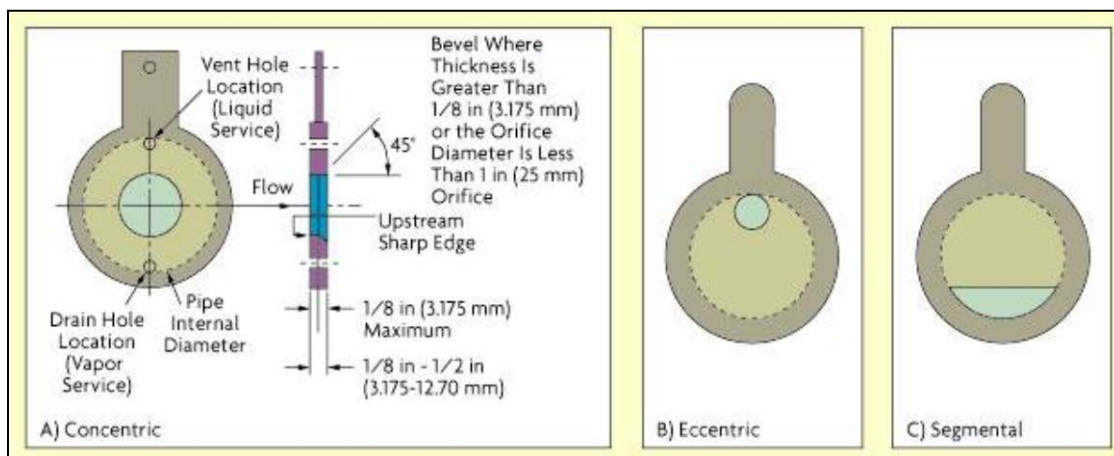 Vent Hole
Location
(Liquid
Service)
Bevel Where
Thickness Is
Greater Than
1/8 in (3.175 mm)
or the Orifice
Diameter Is Less
Than 1 in (25 mm)
Orifice
45°
Flow
Upstream
Sharp Edge
Drain Hole
Location
(Vapor
Service)
Pipe
Internal
Diameter
1/8 in (3.175 mm)
Maximum
1/8 in - 1/2 in
(3.175-12.70 mm)
A) Concentric
B) Eccentric
C) Segmental